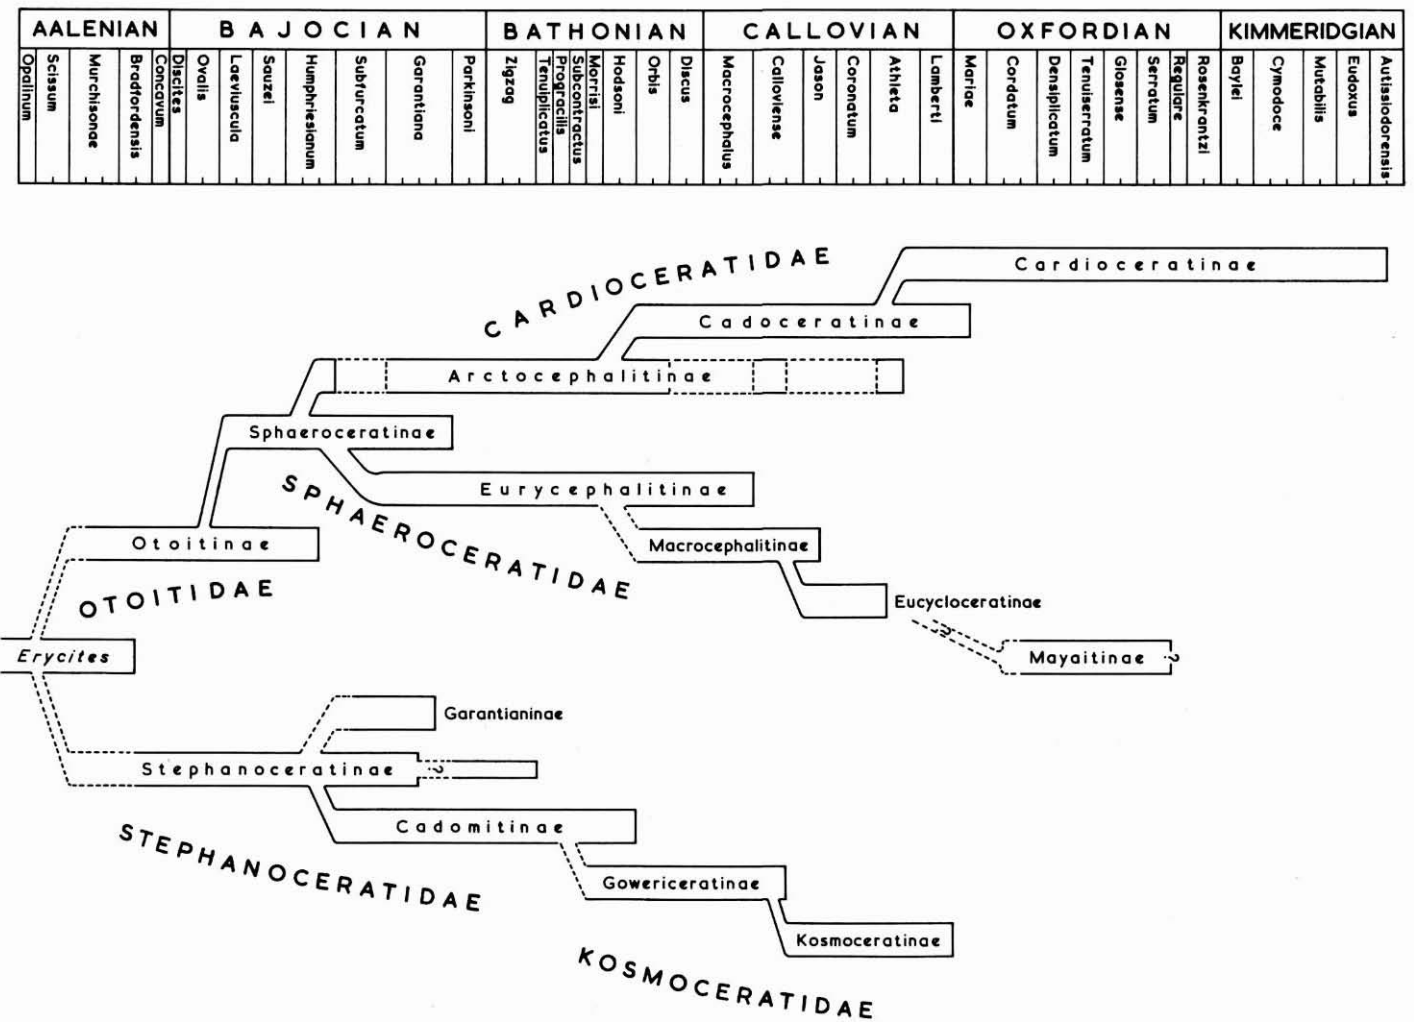 AALENIAN BAJOCIAN BATHONIAN CALLOVIAN OXFORDIAN KIMMERIDGIAN
Opalinum
Scissum
Murchisonae
Bradfordensis
Concavum
Discites
Ovalis
Laeviuscula
Sauzei
Humphriesianum
Subfurcatum
Garantiana
Parkinsoni
Zigzag
Tenuiplicatus
Progracilis
Subcontractus
Morrisi
Hodsoni
Orbis
Discus
Macrocephalus
Calloviense
Jason
Coronatum
Athleta
Lamberti
Mariae
Cordatum
Densiplicatum
Tenuiserratum
Glosense
Serratum
Regulare
Rosenkrantzi
Baylei
Cymodoce
Mutabilis
Eudoxus
Autissiodorensis
CARDIOCERATIDAE
Cardioceratinae
Cadoceratinae
Arctocephalitinae
Sphaeroceratinae
SPHAEROCERATIDAE
Eurycephalitinae
Otoitinae
Macrocephalitinae
OTOITIDAE
Eucycloceratinae
?
Erycites
Mayaitinae ?
Garantianinae
Stephanoceratinae ?
Cadomitinae
STEPHANOCERATIDAE
Gowericeratinae
Kosmoceratinae
KOSMOCERATIDAE